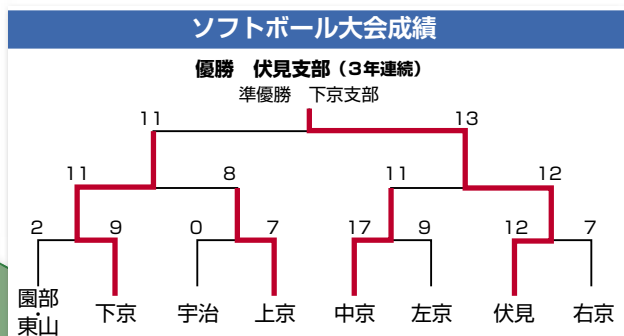 ソフトボール大会成績
優勝 伏見支部（3年連続）
準優勝 下京支部
11 13
11 8 11 12
2 9 0 7 17 9 12 7
園部・東山 下京 宇治 上京 中京 左京 伏見 右京